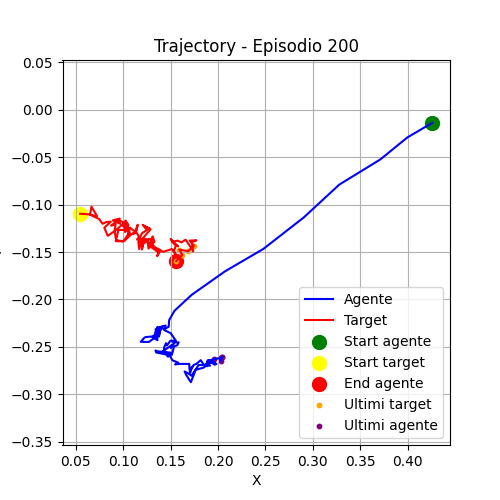 Trajectory - Episodio 200
0.05
0.00
−0.05
−0.10
−0.15
−0.20
−0.25
−0.30
−0.35
0.05 0.10 0.15 0.20 0.25 0.30 0.35 0.40
X
Agente
Target
Start agente
Start target
End agente
Ultimi target
Ultimi agente